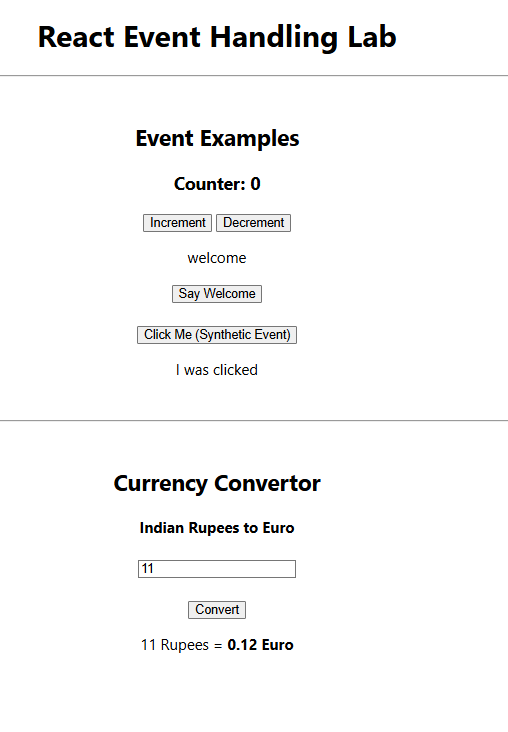 React Event Handling Lab
Event Examples
Counter: 0
Increment Decrement
welcome
Say Welcome
Click Me (Synthetic Event)
I was clicked
Currency Convertor
Indian Rupees to Euro
11
Convert
11 Rupees = 0.12 Euro